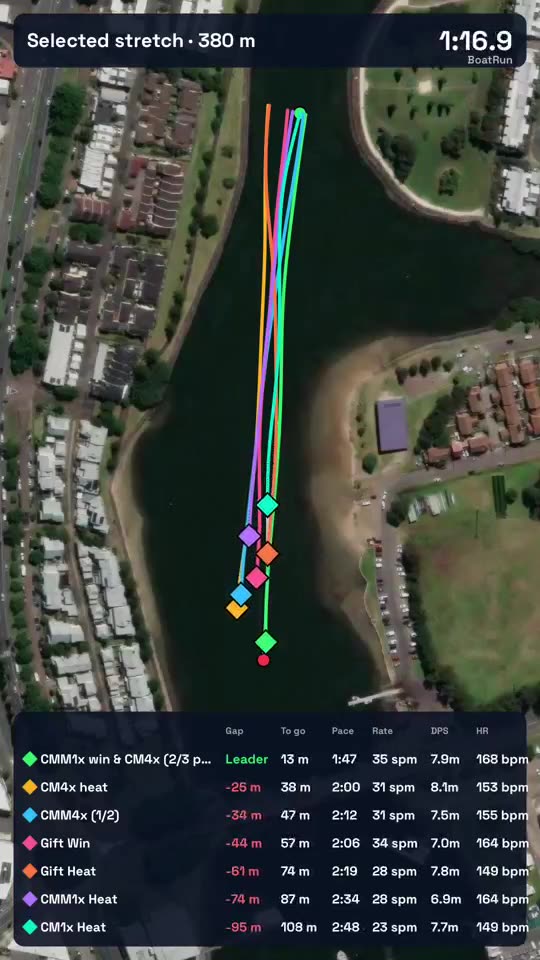 Selected stretch · 380 m
1:16.9
BoatRun
Gap To go Pace Rate DPS HR
CMM1x win & CM4x (2/3 p... Leader 13 m 1:47 35 spm 7.9m 168 bpm
CM4x heat -25 m 38 m 2:00 31 spm 8.1m 153 bpm
CMM4x (1/2) -34 m 47 m 2:12 31 spm 7.5m 155 bpm
Gift Win -44 m 57 m 2:06 34 spm 7.0m 164 bpm
Gift Heat -61 m 74 m 2:19 28 spm 7.8m 149 bpm
CMM1x Heat -74 m 87 m 2:34 28 spm 6.9m 164 bpm
CM1x Heat -95 m 108 m 2:48 23 spm 7.7m 149 bpm